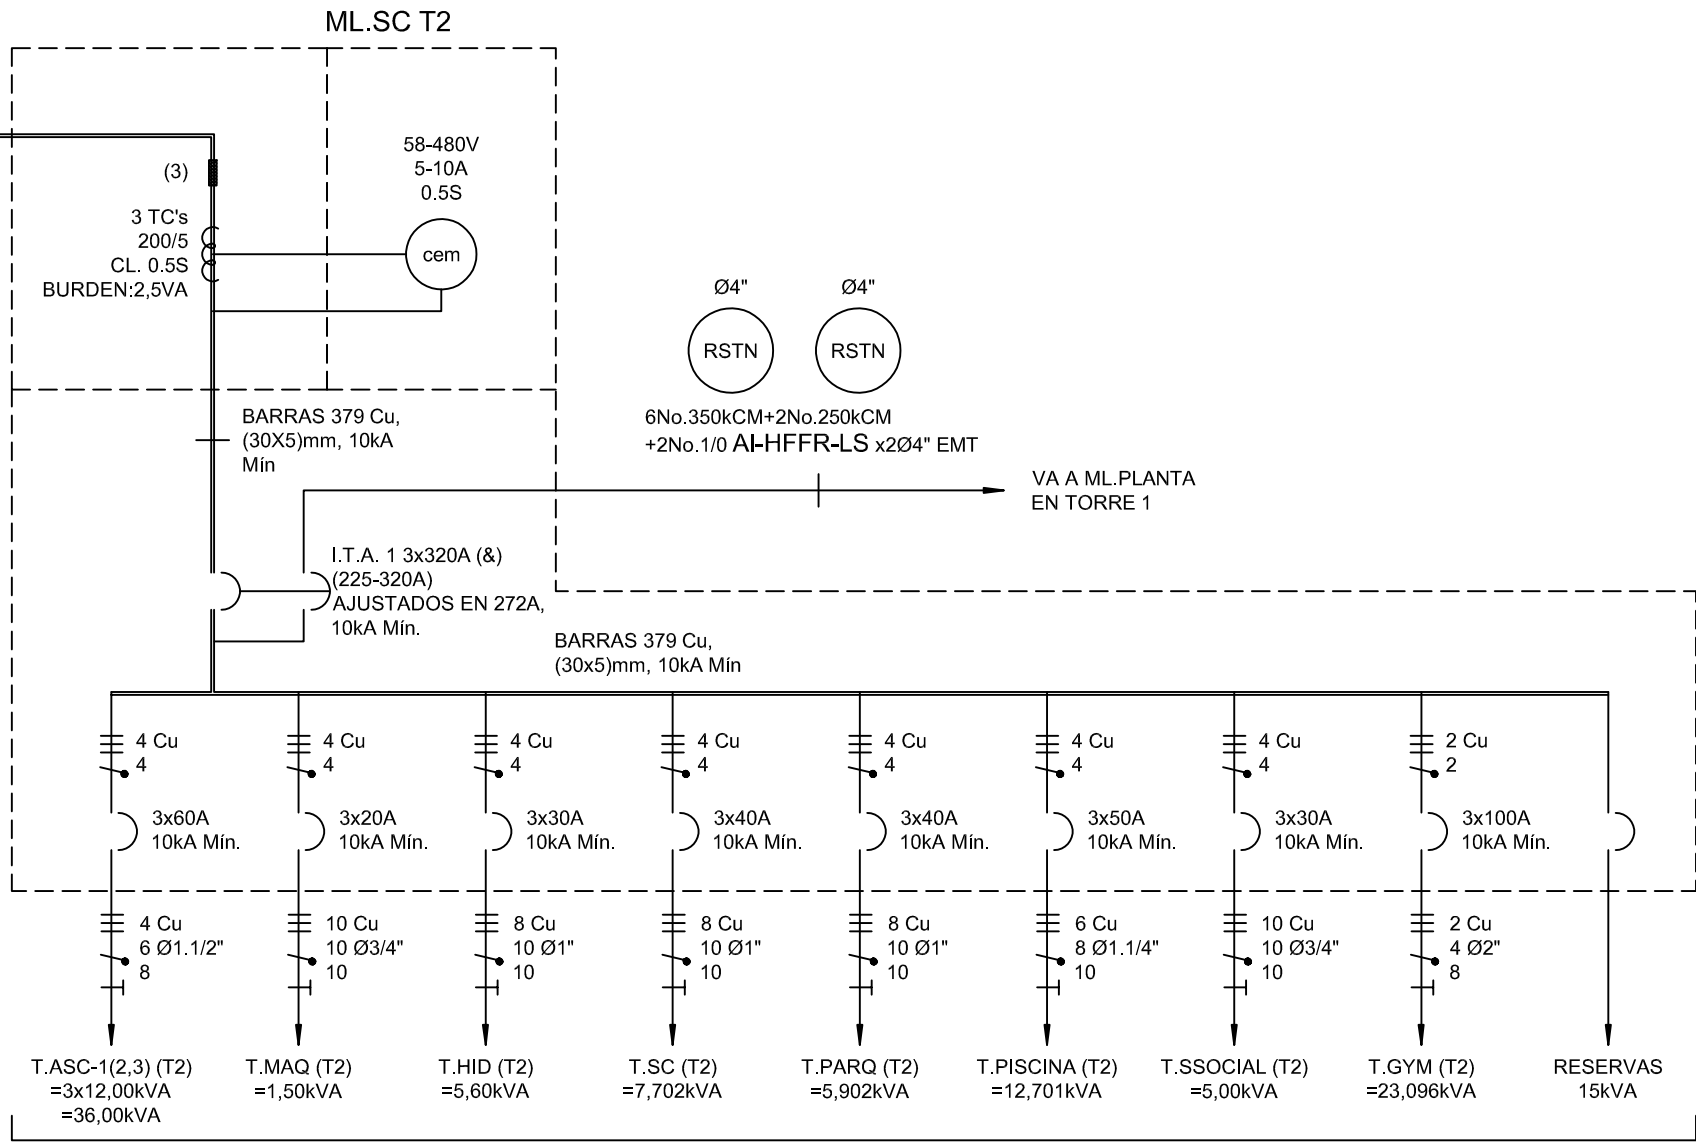 ML.SC T2
58-480V
5-10A
0.5S
(3)
3 TC's
200/5
CL. 0.5S
BURDEN:2,5VA
cem
Ø4"
Ø4"
RSTN
RSTN
6No.350kCM+2No.250kCM
+2No.1/0 AI-HFFR-LS x2Ø4" EMT
BARRAS 379 Cu,
(30X5)mm, 10kA
Mín
VA A ML.PLANTA
EN TORRE 1
I.T.A. 1 3x320A (&)
(225-320A)
AJUSTADOS EN 272A,
10kA Mín.
BARRAS 379 Cu,
(30x5)mm, 10kA Mín
4 Cu
4
3x60A
10kA Mín.
4 Cu
6 Ø1.1/2"
8
T.ASC-1(2,3) (T2)
=3x12,00kVA
=36,00kVA
4 Cu
4
3x20A
10kA Mín.
10 Cu
10 Ø3/4"
10
T.MAQ (T2)
=1,50kVA
4 Cu
4
3x30A
10kA Mín.
8 Cu
10 Ø1"
10
T.HID (T2)
=5,60kVA
4 Cu
4
3x40A
10kA Mín.
8 Cu
10 Ø1"
10
T.SC (T2)
=7,702kVA
4 Cu
4
3x40A
10kA Mín.
8 Cu
10 Ø1"
10
T.PARQ (T2)
=5,902kVA
4 Cu
4
3x50A
10kA Mín.
6 Cu
8 Ø1.1/4"
10
T.PISCINA (T2)
=12,701kVA
4 Cu
4
3x30A
10kA Mín.
10 Cu
10 Ø3/4"
10
T.SSOCIAL (T2)
=5,00kVA
2 Cu
2
3x100A
10kA Mín.
2 Cu
4 Ø2"
8
T.GYM (T2)
=23,096kVA
RESERVAS
15kVA